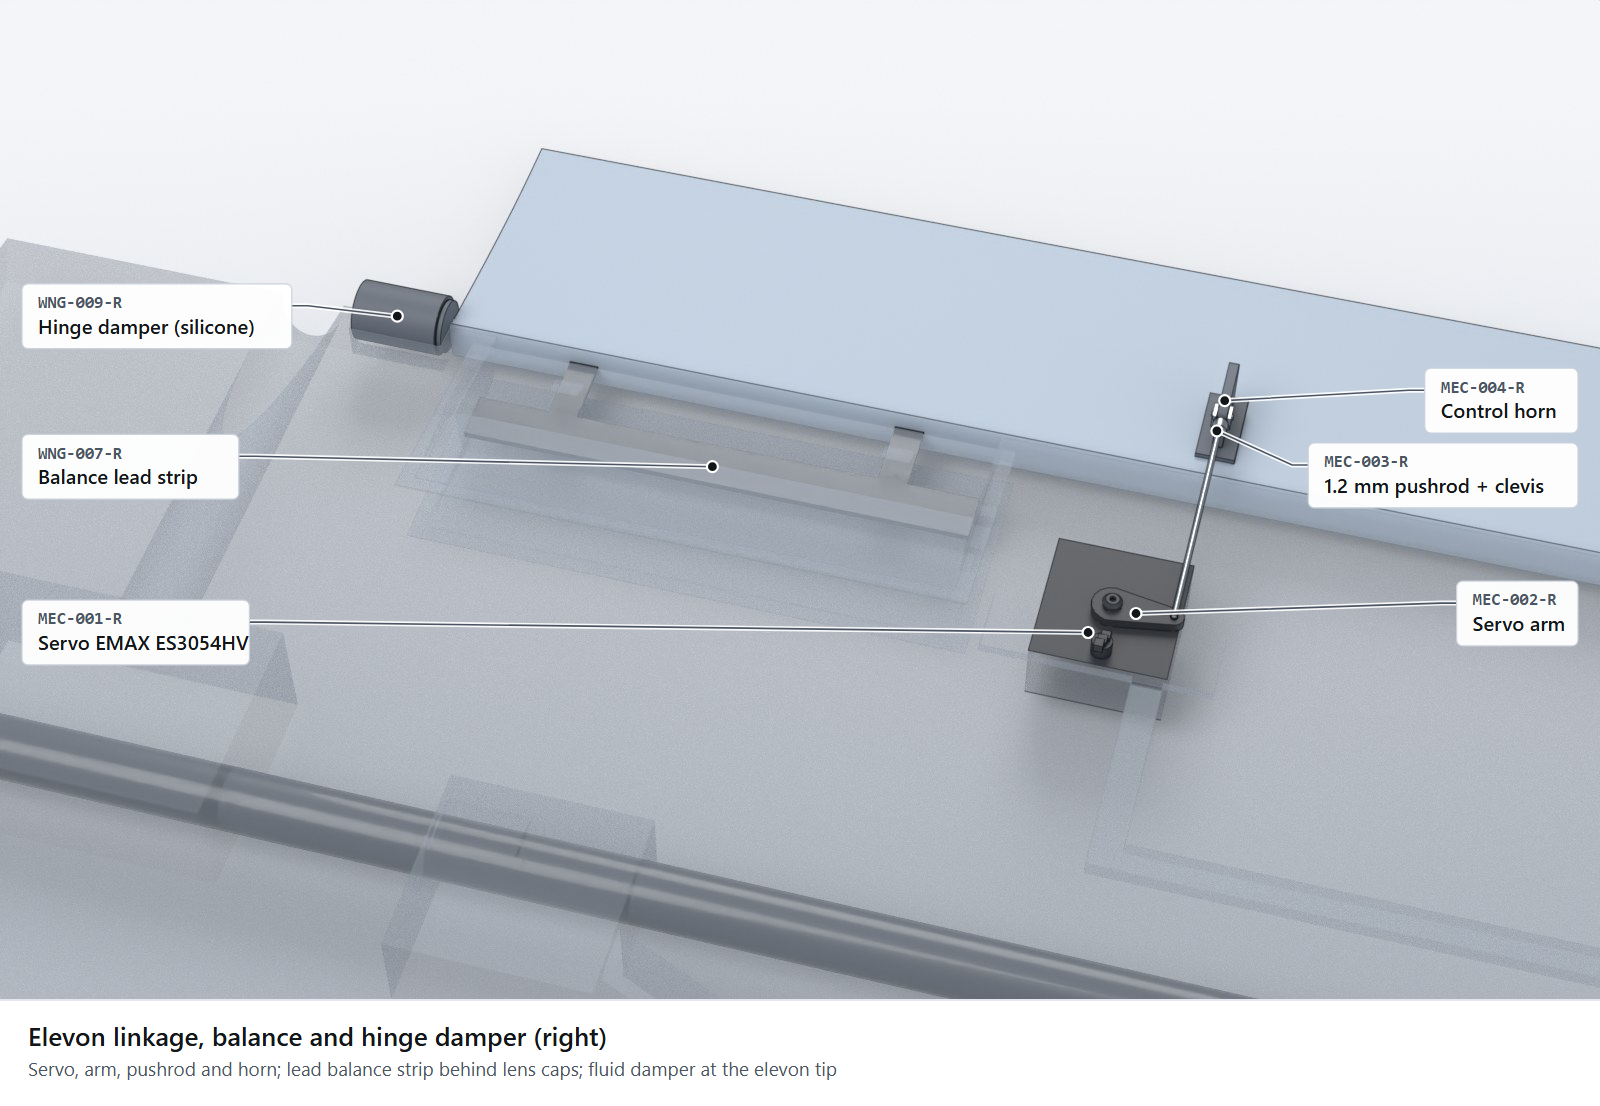 WNG-009-R
Hinge damper (silicone)
MEC-004-R
Control horn
WNG-007-R
Balance lead strip
MEC-003-R
1.2 mm pushrod + clevis
MEC-001-R
Servo EMAX ES3054HV
MEC-002-R
Servo arm
Elevon linkage, balance and hinge damper (right)
Servo, arm, pushrod and horn; lead balance strip behind lens caps; fluid damper at the elevon tip